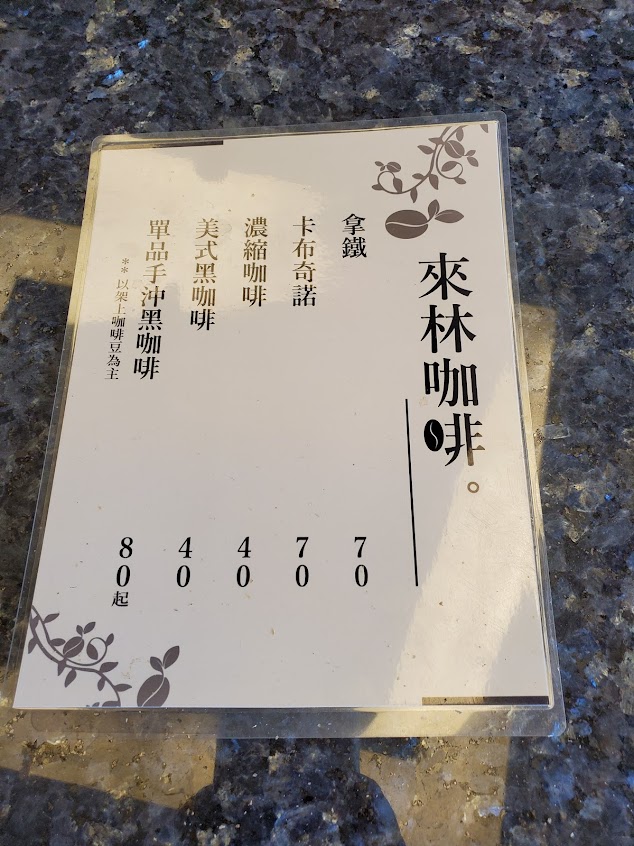 來林咖啡。
拿鐵 70
卡布奇諾 70
濃縮咖啡 40
美式黑咖啡 40
單品手沖黑咖啡 80起
**以架上咖啡豆為主